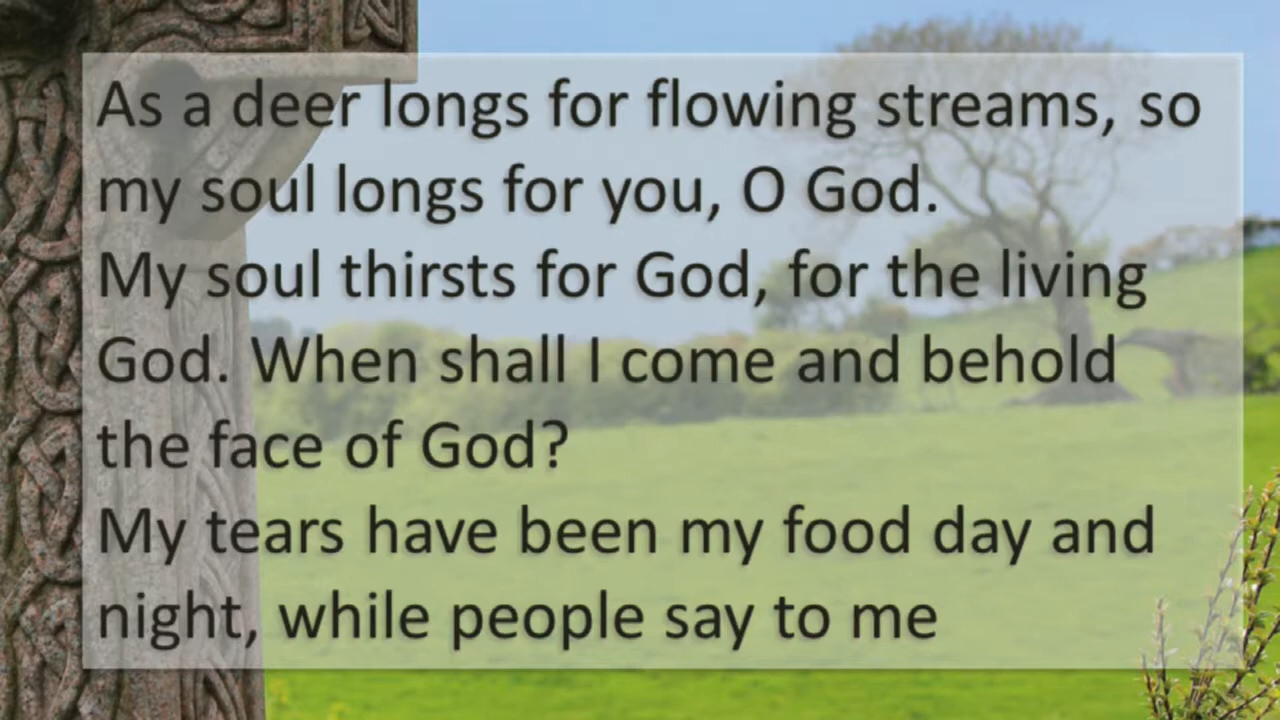 As a deer longs for flowing streams, so
my soul longs for you, O God.
My soul thirsts for God, for the living
God. When shall I come and behold
the face of God?
My tears have been my food day and
night, while people say to me